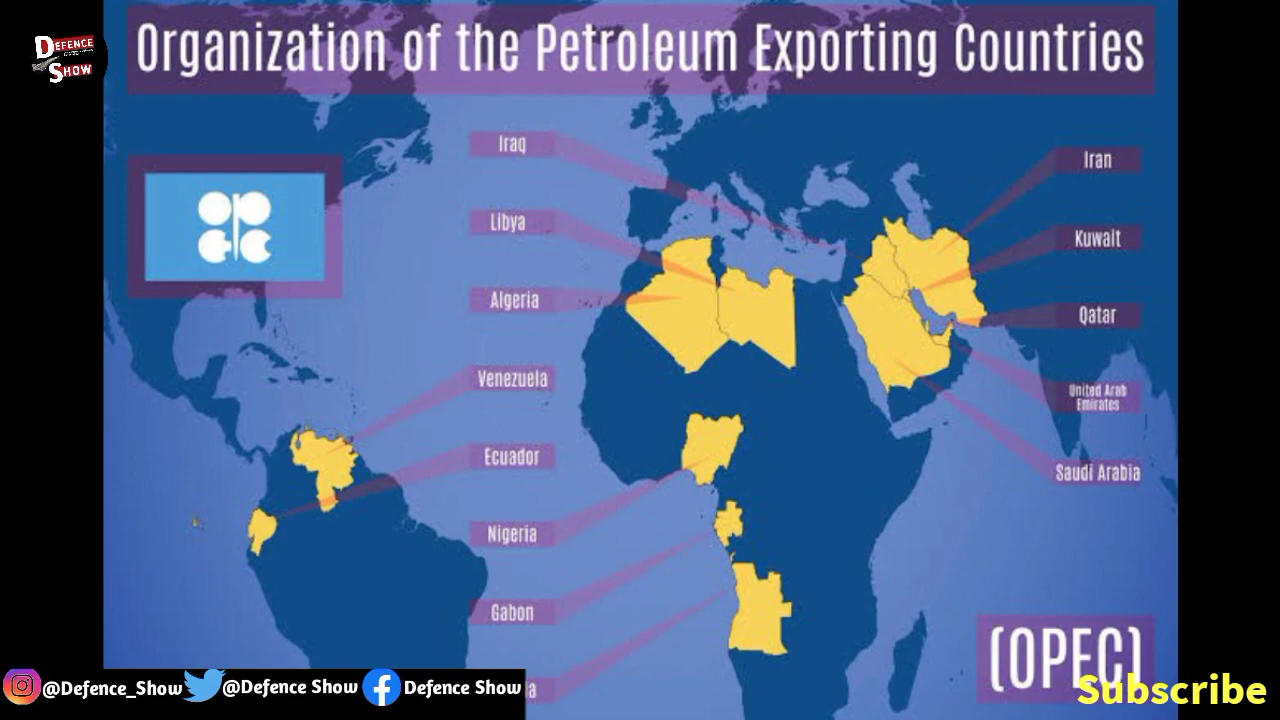 Organization of the Petroleum Exporting Countries
DEFENCE
SHOW
Iraq
Iran
Libya
Kuwait
Algeria
Qatar
Venezuela
United Arab
Emirates
Ecuador
Saudi Arabia
Nigeria
Gabon
a
(OPEC)
Subscribe
@Defence_Show
@Defence Show
Defence Show